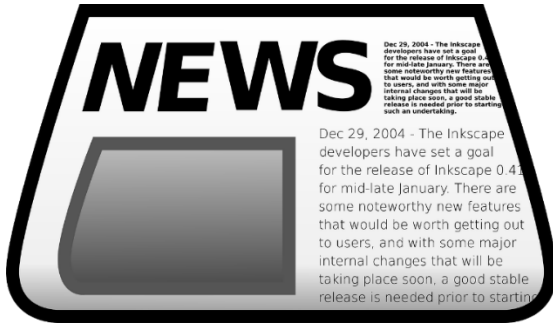 NEWS
Dec 29, 2004 - The Inkscape
developers have set a goal
for the release of Inkscape 0.4
for mid-late January. There are
some noteworthy new features
that would be worth getting out
to users, and with some major
internal changes that will be
taking place soon, a good stable
release is needed prior to starting
such an undertaking.
Dec 29, 2004 - The Inkscape
developers have set a goal
for the release of Inkscape 0.41
for mid-late January. There are
some noteworthy new features
that would be worth getting out
to users, and with some major
internal changes that will be
taking place soon, a good stable
release is needed prior to starting